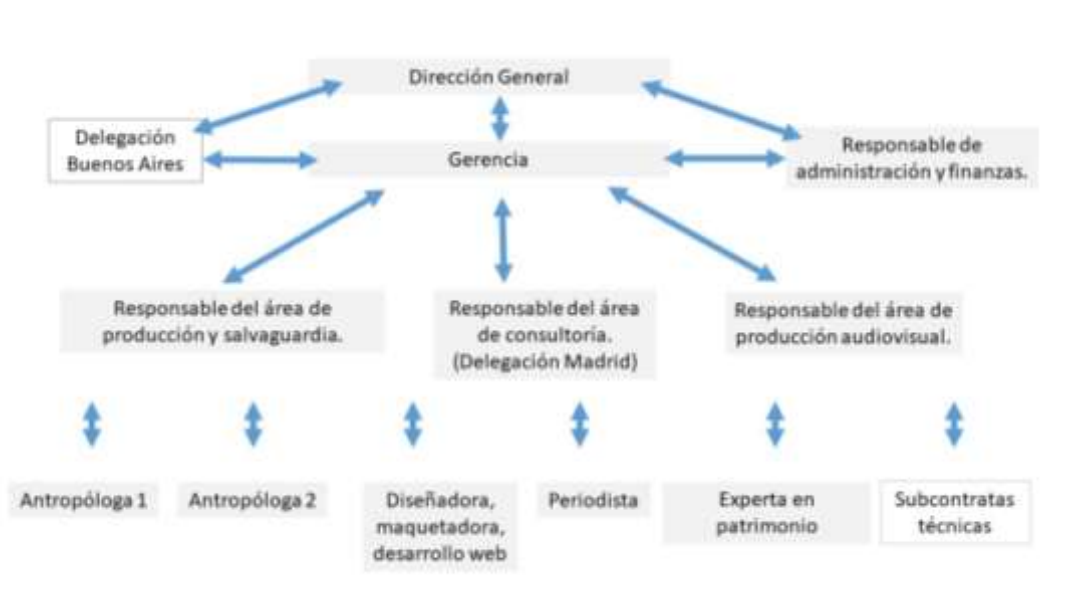 Dirección General
Delegación
Buenos Aires
Gerencia
Responsable de
administración y finanzas.
Responsable del área de
producción y salvaguardia.
Responsable del área
de consultoría.
(Delegación Madrid)
Responsable del área de
producción audiovisual.
Antropóloga 1
Antropóloga 2
Diseñadora,
maquetadora,
desarrollo web
Periodista
Experta en
patrimonio
Subcontratas
técnicas